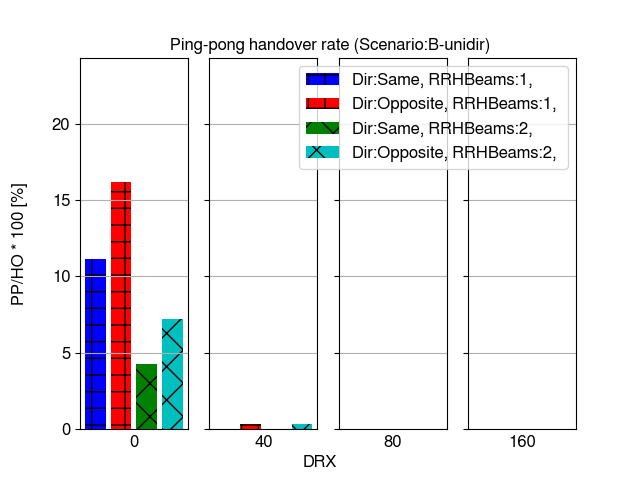 Ping-pong handover rate (Scenario:B-unidir)
Dir:Same, RRHBeams:1,
Dir:Opposite, RRHBeams:1,
Dir:Same, RRHBeams:2,
Dir:Opposite, RRHBeams:2,
PP/HO * 100 [%]
20
15
10
5
0
0 40 80 160
DRX